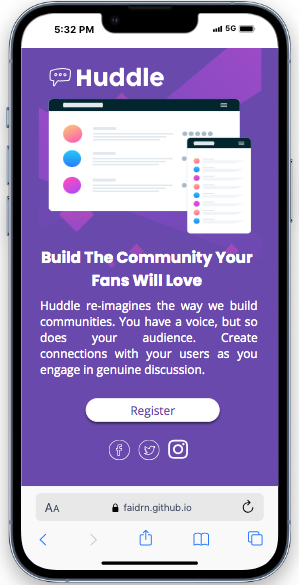 5:32 PM 5G
Huddle
Build The Community Your
Fans Will Love
Huddle re-imagines the way we build
communities. You have a voice, but so
does your audience. Create
connections with your users as you
engage in genuine discussion.
Register
AA faidrn.github.io